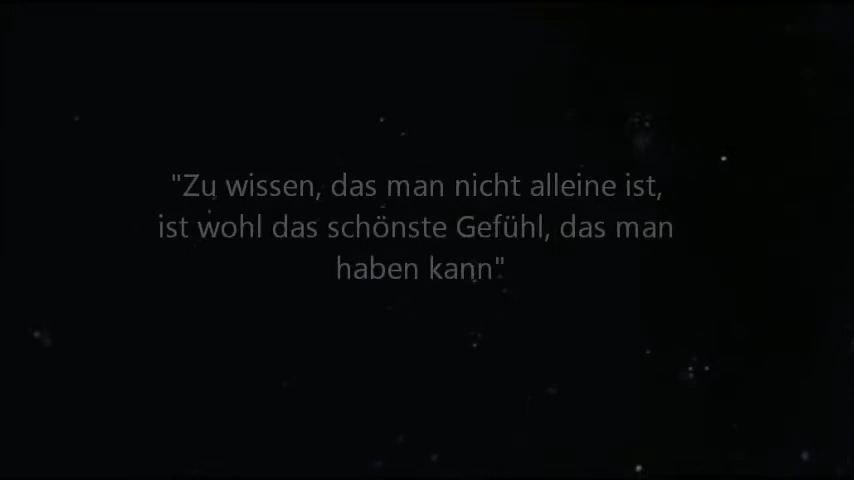 "Zu wissen, das man nicht alleine ist,
ist wohl das schönste Gefühl, das man
haben kann"